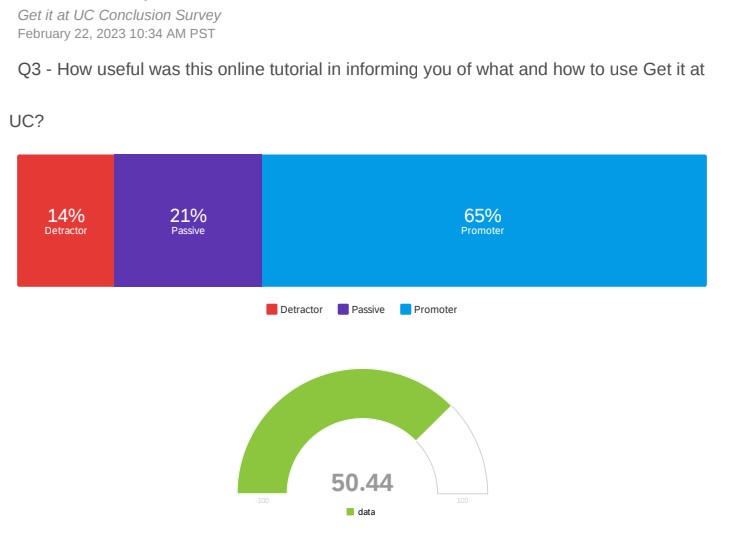 Get it at UC Conclusion Survey
February 22, 2023 10:34 AM PST
Q3 - How useful was this online tutorial in informing you of what and how to use Get it at
UC?
14%
Detractor
21%
Passive
65%
Promoter
Detractor Passive Promoter
50.44
-100 100
data